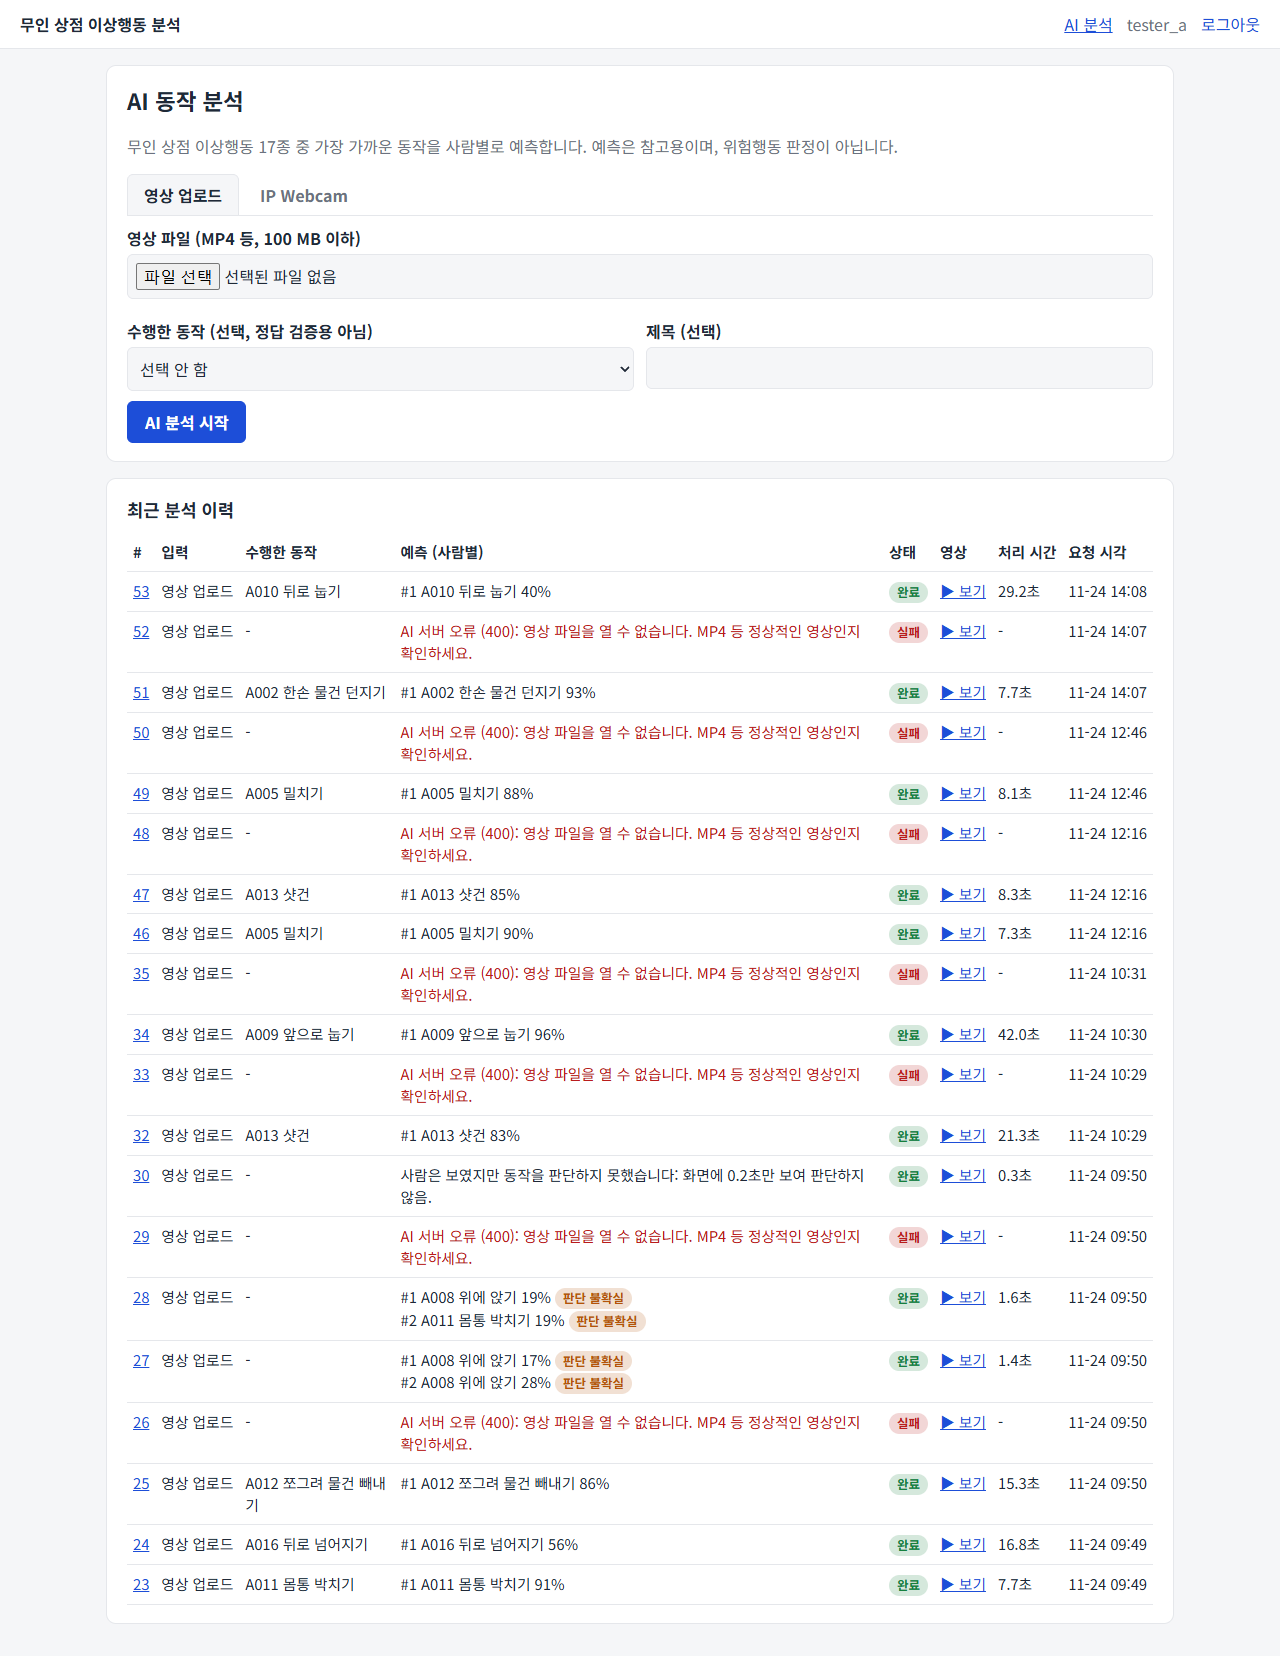 무인 상점 이상행동 분석
AI 분석 tester_a 로그아웃
AI 동작 분석
무인 상점 이상행동 17종 중 가장 가까운 동작을 사람별로 예측합니다. 예측은 참고용이며, 위험행동 판정이 아닙니다.
영상 업로드 IP Webcam
영상 파일 (MP4 등, 100 MB 이하)
파일 선택 선택된 파일 없음
수행한 동작 (선택, 정답 검증용 아님) 제목 (선택)
선택 안 함
AI 분석 시작
최근 분석 이력
# 입력 수행한 동작 예측 (사람별) 상태 영상 처리 시간 요청 시각
53 영상 업로드 A010 뒤로 눕기 #1 A010 뒤로 눕기 40% 완료 ▶ 보기 29.2초 11-24 14:08
52 영상 업로드 - AI 서버 오류 (400): 영상 파일을 열 수 없습니다. MP4 등 정상적인 영상인지 실패 ▶ 보기 - 11-24 14:07
확인하세요.
51 영상 업로드 A002 한손 물건 던지기 #1 A002 한손 물건 던지기 93% 완료 ▶ 보기 7.7초 11-24 14:07
50 영상 업로드 - AI 서버 오류 (400): 영상 파일을 열 수 없습니다. MP4 등 정상적인 영상인지 실패 ▶ 보기 - 11-24 12:46
확인하세요.
49 영상 업로드 A005 밀치기 #1 A005 밀치기 88% 완료 ▶ 보기 8.1초 11-24 12:46
48 영상 업로드 - AI 서버 오류 (400): 영상 파일을 열 수 없습니다. MP4 등 정상적인 영상인지 실패 ▶ 보기 - 11-24 12:16
확인하세요.
47 영상 업로드 A013 샷건 #1 A013 샷건 85% 완료 ▶ 보기 8.3초 11-24 12:16
46 영상 업로드 A005 밀치기 #1 A005 밀치기 90% 완료 ▶ 보기 7.3초 11-24 12:16
35 영상 업로드 - AI 서버 오류 (400): 영상 파일을 열 수 없습니다. MP4 등 정상적인 영상인지 실패 ▶ 보기 - 11-24 10:31
확인하세요.
34 영상 업로드 A009 앞으로 눕기 #1 A009 앞으로 눕기 96% 완료 ▶ 보기 42.0초 11-24 10:30
33 영상 업로드 - AI 서버 오류 (400): 영상 파일을 열 수 없습니다. MP4 등 정상적인 영상인지 실패 ▶ 보기 - 11-24 10:29
확인하세요.
32 영상 업로드 A013 샷건 #1 A013 샷건 83% 완료 ▶ 보기 21.3초 11-24 10:29
30 영상 업로드 - 사람은 보였지만 동작을 판단하지 못했습니다: 화면에 0.2초만 보여 판단하지 완료 ▶ 보기 0.3초 11-24 09:50
않음.
29 영상 업로드 - AI 서버 오류 (400): 영상 파일을 열 수 없습니다. MP4 등 정상적인 영상인지 실패 ▶ 보기 - 11-24 09:50
확인하세요.
28 영상 업로드 - #1 A008 위에 앉기 19% 판단 불확실 완료 ▶ 보기 1.6초 11-24 09:50
#2 A011 몸통 박치기 19% 판단 불확실
27 영상 업로드 - #1 A008 위에 앉기 17% 판단 불확실 완료 ▶ 보기 1.4초 11-24 09:50
#2 A008 위에 앉기 28% 판단 불확실
26 영상 업로드 - AI 서버 오류 (400): 영상 파일을 열 수 없습니다. MP4 등 정상적인 영상인지 실패 ▶ 보기 - 11-24 09:50
확인하세요.
25 영상 업로드 A012 쪼그려 물건 빼내 #1 A012 쪼그려 물건 빼내기 86% 완료 ▶ 보기 15.3초 11-24 09:50
기
24 영상 업로드 A016 뒤로 넘어지기 #1 A016 뒤로 넘어지기 56% 완료 ▶ 보기 16.8초 11-24 09:49
23 영상 업로드 A011 몸통 박치기 #1 A011 몸통 박치기 91% 완료 ▶ 보기 7.7초 11-24 09:49